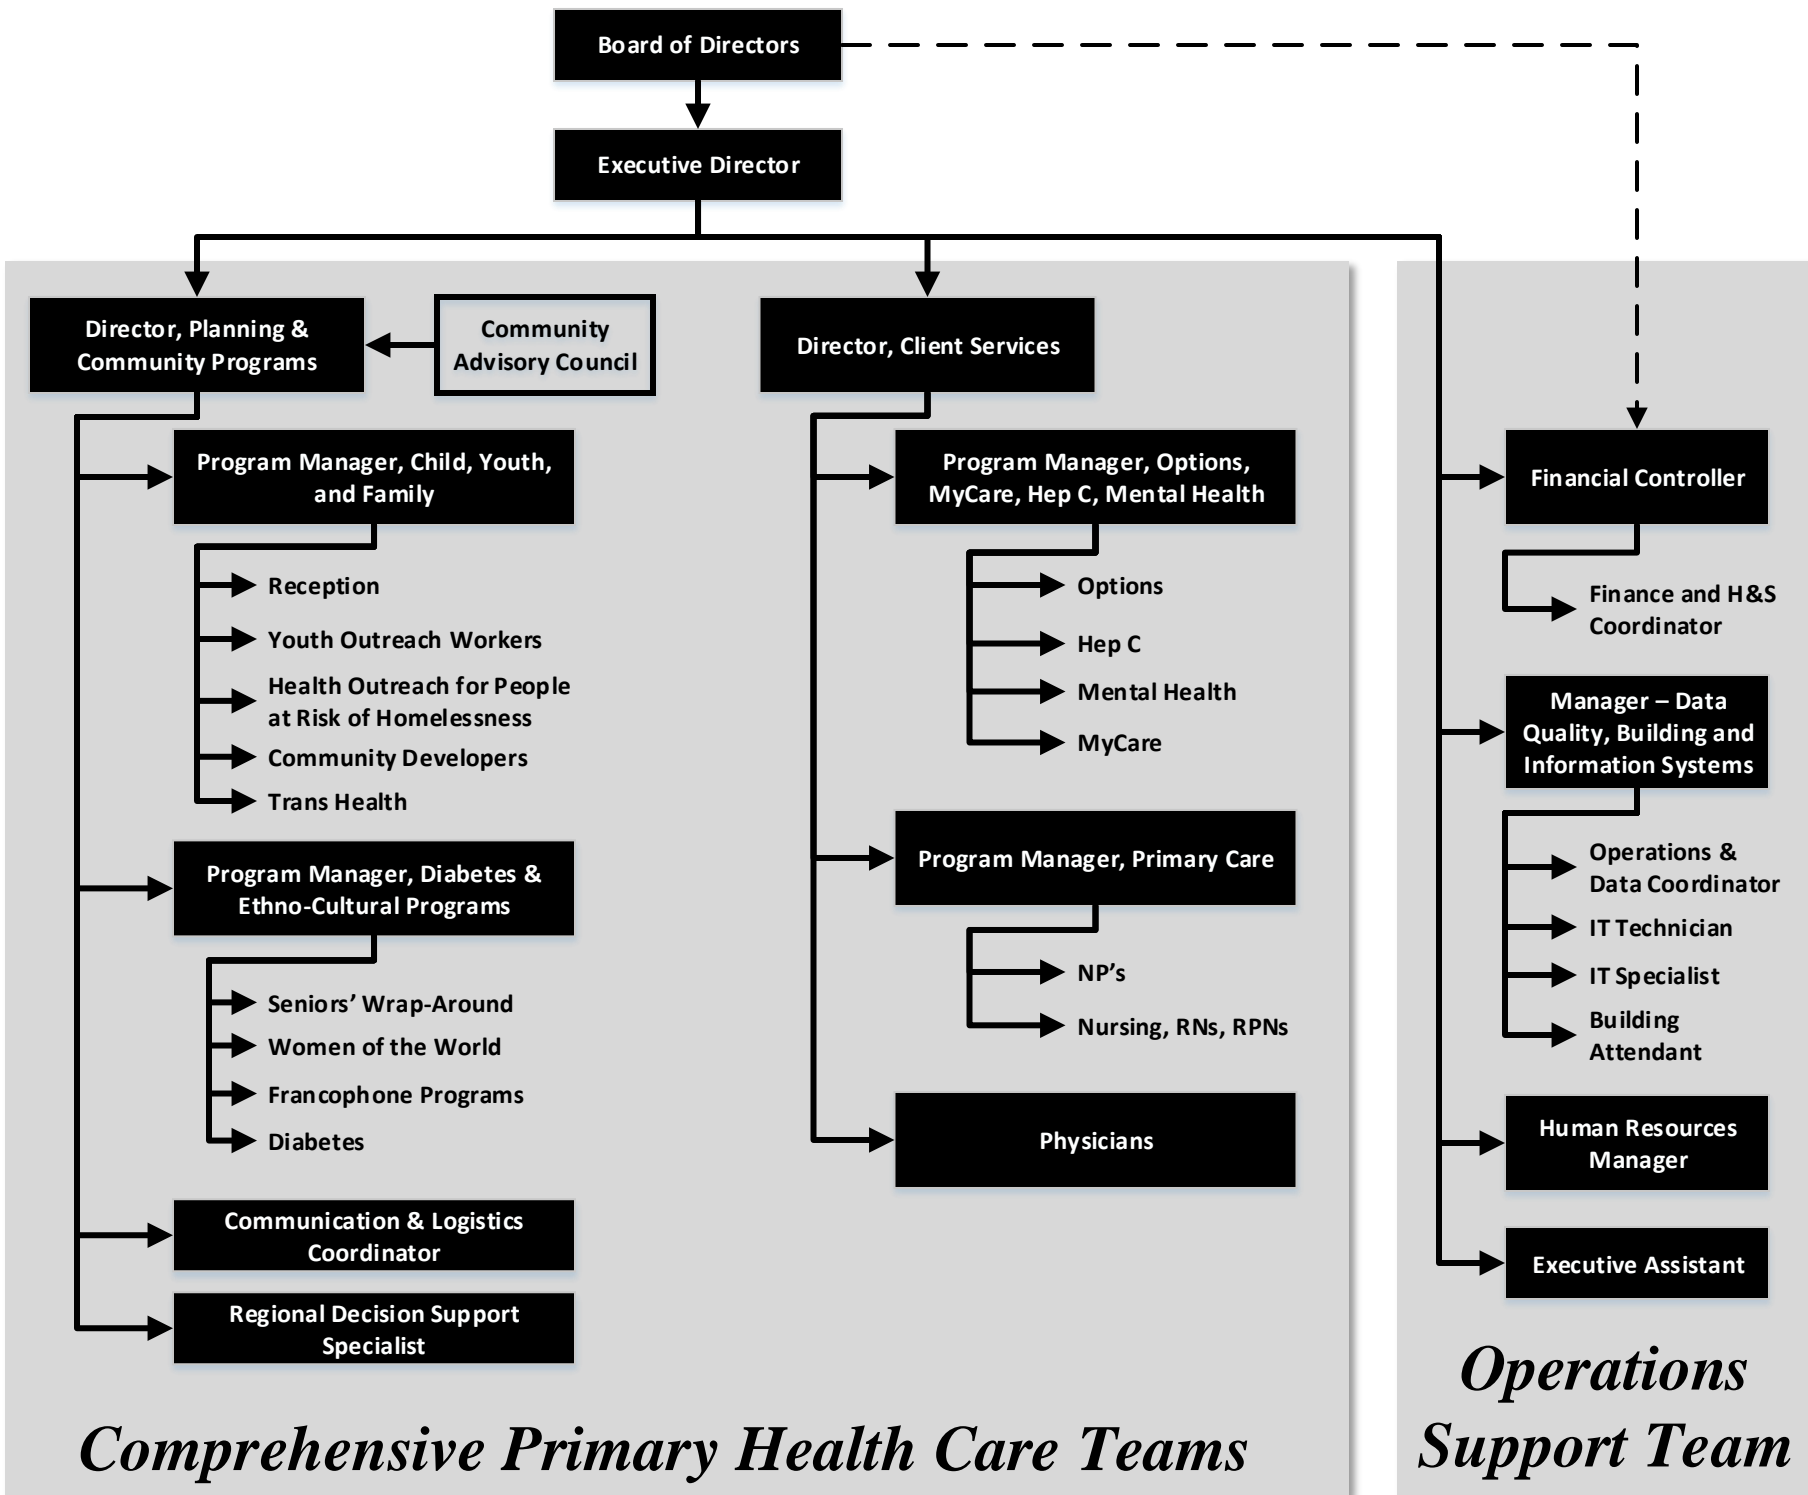 Board of Directors
Executive Director
Director, Planning &
Community Programs
Community
Advisory Council
Program Manager, Child, Youth,
and Family
Reception
Youth Outreach Workers
Health Outreach for People
at Risk of Homelessness
Community Developers
Trans Health
Program Manager, Diabetes &
Ethno-Cultural Programs
Seniors’ Wrap-Around
Women of the World
Francophone Programs
Diabetes
Communication & Logistics
Coordinator
Regional Decision Support
Specialist
Director, Client Services
Program Manager, Options,
MyCare, Hep C, Mental Health
Options
Hep C
Mental Health
MyCare
Program Manager, Primary Care
NP’s
Nursing, RNs, RPNs
Physicians
Comprehensive Primary Health Care Teams
Financial Controller
Finance and H&S
Coordinator
Manager – Data
Quality, Building and
Information Systems
Operations &
Data Coordinator
IT Technician
IT Specialist
Building
Attendant
Human Resources
Manager
Executive Assistant
Operations
Support Team